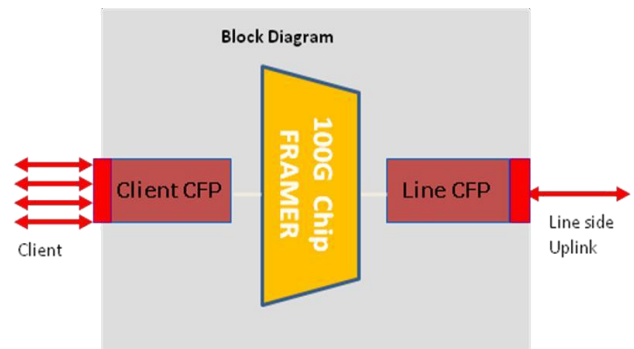 Block Diagram
Client CFP
100G Chip
FRAMER
Line CFP
Client
Line side
Uplink